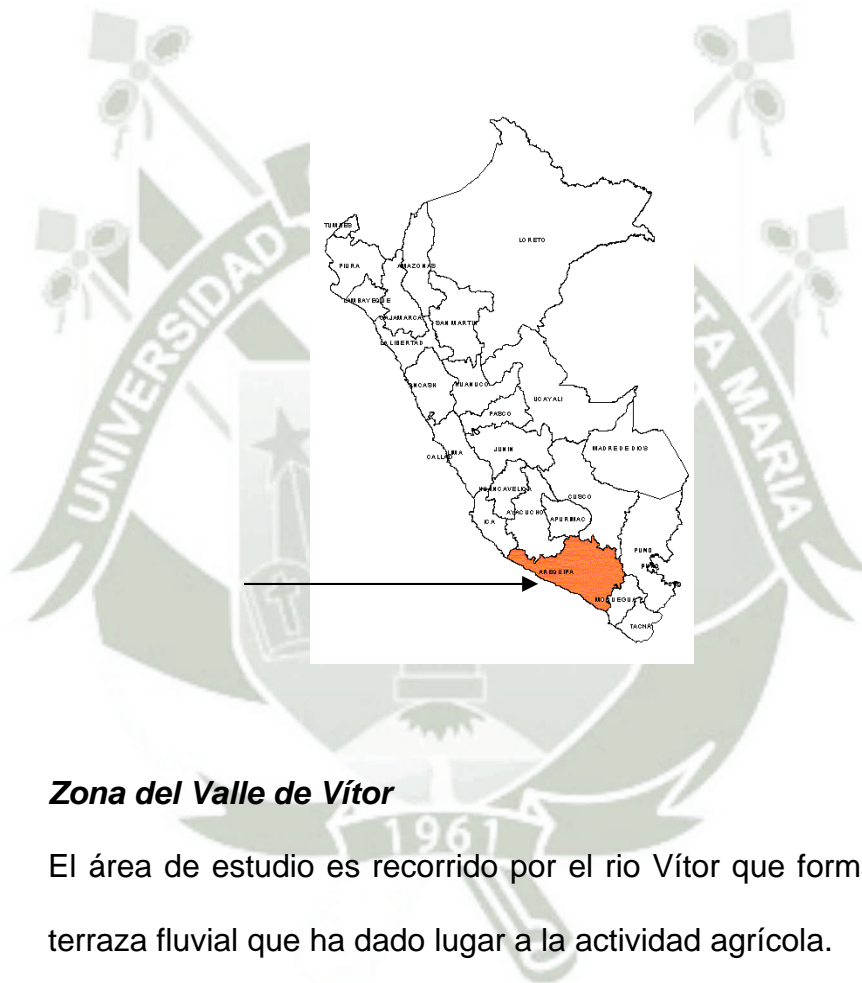 UNIVERSIDAD
TA MARIA
TUMBES
LORETO
PIURA
AMAZONAS
LAMBAYEQUE
CAJAMARCA
SAN MARTIN
LA LIBERTAD
ANCASH
HUANUCO
UCAYALI
PASCO
JUNIN
MADRE DE DIOS
LIMA
CALLAO
HUANCAVELICA
CUSCO
AYACUCHO
APURIMAC
ICA
PUNO
AREQUIPA
MOQUEGUA
TACNA
Zona del Valle de Vítor
1961
El área de estudio es recorrido por el rio Vítor que form
terraza fluvial que ha dado lugar a la actividad agrícola.